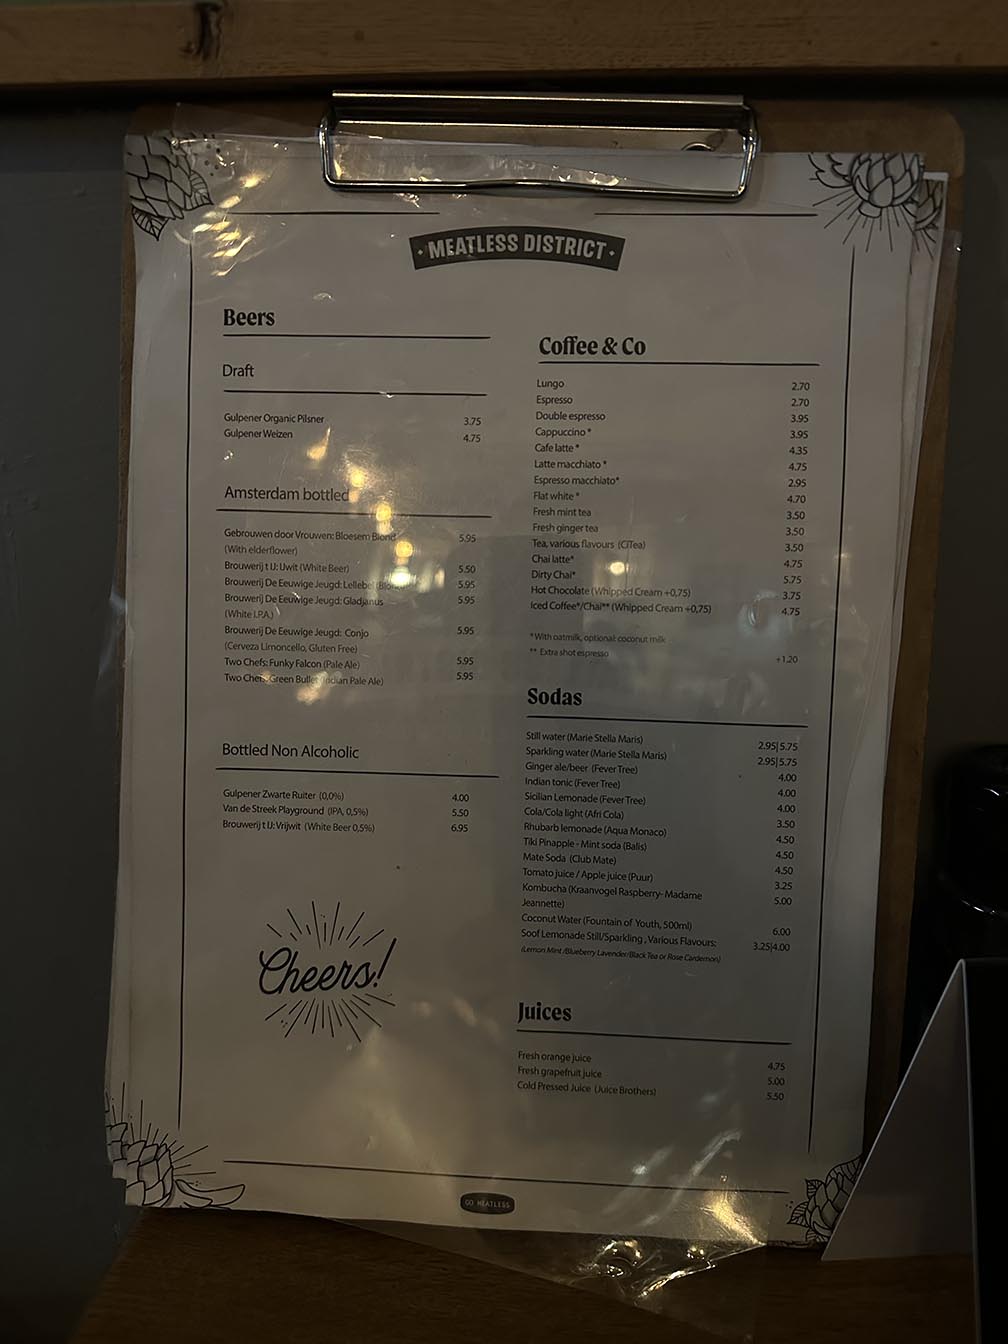 MEATLESS DISTRICT
Beers
Draft
Gulpener Organic Pilsner 3.75
Gulpener Weizen 4.75
Amsterdam bottled
Gebrouwen door Vrouwen: Bloesem Blond 5.95
(With elderflower)
Brouwerij t IJ: IJwit (White Beer) 5.50
Brouwerij De Eeuwige Jeugd: Lellebel (Blond) 5.95
Brouwerij De Eeuwige Jeugd: Gladjanus 5.95
(White I.P.A.)
Brouwerij De Eeuwige Jeugd: Conjo 5.95
(Cerveza Limoncello, Gluten Free)
Two Chefs: Funky Falcon (Pale Ale) 5.95
Two Chefs: Green Bullet (Indian Pale Ale) 5.95
Bottled Non Alcoholic
Gulpener Zwarte Ruiter (0,0%) 4.00
Van de Streek Playground (IPA, 0,5%) 5.50
Brouwerij t IJ: Vrijwit (White Beer 0,5%) 6.95
Cheers!
Coffee & Co
Lungo 2.70
Espresso 2.70
Double espresso 3.95
Cappuccino * 3.95
Cafe latte * 4.35
Latte macchiato * 4.75
Espresso macchiato* 2.95
Flat white * 4.70
Fresh mint tea 3.50
Fresh ginger tea 3.50
Tea, various flavours (CiTea) 3.50
Chai latte* 4.75
Dirty Chai* 5.75
Hot Chocolate (Whipped Cream +0,75) 3.75
Iced Coffee*/Chai** (Whipped Cream +0,75) 4.75
*With oatmilk, optional: coconut milk
** Extra shot espresso +1.20
Sodas
Still water (Marie Stella Maris) 2.95|5.75
Sparkling water (Marie Stella Maris) 2.95|5.75
Ginger ale/beer (Fever Tree) 4.00
Indian tonic (Fever Tree) 4.00
Sicilian Lemonade (Fever Tree) 4.00
Cola/Cola light (Afri Cola) 3.50
Rhubarb lemonade (Aqua Monaco) 4.50
Tiki Pinapple - Mint soda (Balis) 4.50
Mate Soda (Club Mate) 4.50
Tomato juice / Apple juice (Puur) 3.25
Kombucha (Kraanvogel Raspberry- Madame 5.00
Jeannette)
Coconut Water (Fountain of Youth, 500ml) 6.00
Soof Lemonade Still/Sparkling , Various Flavours; 3.25|4.00
(Lemon Mint /Blueberry Lavender/Black Tea or Rose Cardemon)
Juices
Fresh orange juice 4.75
Fresh grapefruit juice 5.00
Cold Pressed Juice (Juice Brothers) 5.50
GO MEATLESS